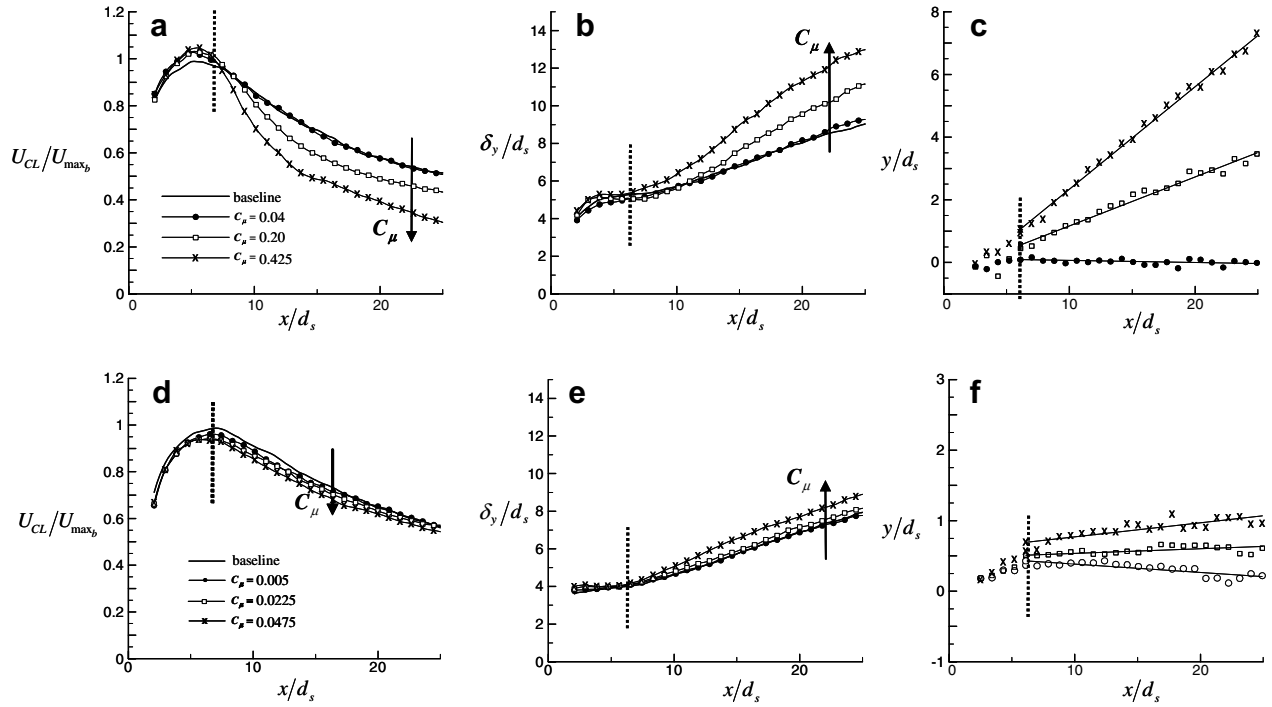 a
1.2
1
0.8
0.6
0.4
0.2
0
U_CL/U_max_b
baseline
C_μ = 0.04
C_μ = 0.20
C_μ = 0.425
C_μ
0 10 20
x/d_s
b
14
12
10
8
6
4
2
0
δ_y/d_s
C_μ
0 10 20
x/d_s
c
8
6
4
2
0
y/d_s
10 20
x/d_s
d
1.2
1
0.8
0.6
0.4
0.2
0
U_CL/U_max_b
C_μ
baseline
C_μ = 0.005
C_μ = 0.0225
C_μ = 0.0475
0 10 20
x/d_s
e
14
12
10
8
6
4
2
0
δ_y/d_s
C_μ
0 10 20
x/d_s
f
3
2
1
0
-1
y/d_s
0 10 20
x/d_s